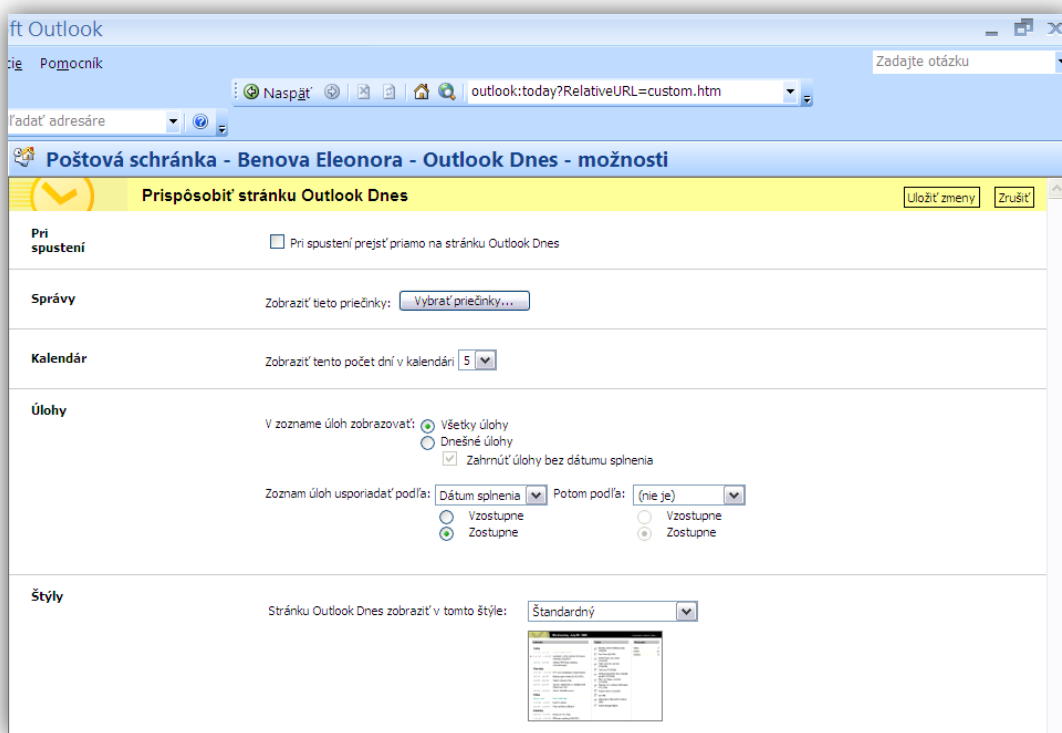 ft Outlook
cie Pomocník
Zadajte otázku
Naspäť
outlook:today?RelativeURL=custom.htm
ľadať adresáre
Poštová schránka - Benova Eleonora - Outlook Dnes - možnosti
Prispôsobiť stránku Outlook Dnes
Uložiť zmeny
Zrušiť
Pri
spustení
Pri spustení prejsť priamo na stránku Outlook Dnes
Správy
Zobraziť tieto priečinky:
Vybrať priečinky...
Kalendár
Zobraziť tento počet dní v kalendári
5
Úlohy
V zozname úloh zobrazovať:
Všetky úlohy
Dnešné úlohy
Zahrnúť úlohy bez dátumu splnenia
Zoznam úloh usporiadať podľa:
Dátum splnenia
Potom podľa:
(nie je)
Vzostupne
Vzostupne
Zostupne
Zostupne
Štýly
Stránku Outlook Dnes zobraziť v tomto štýle:
Štandardný